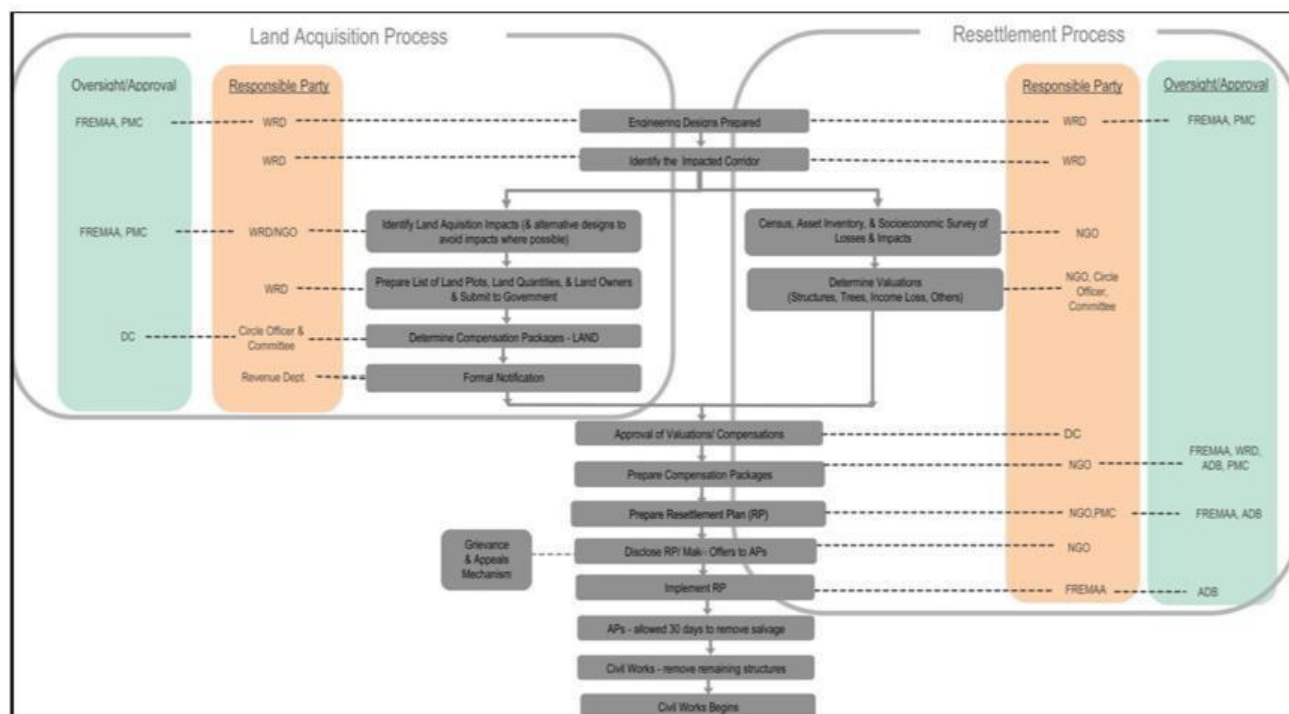 Land Acquisition Process
Resettlement Process
Oversight/Approval
Responsible Party
Responsible Party
Oversight/Approval
FREMAA, PMC
WRD
Engineering Designs Prepared
WRD
FREMAA, PMC
WRD
Identify the Impacted Corridor
WRD
FREMAA, PMC
WRD/NGO
Identify Land Aquisition Impacts (& alternative designs to
avoid impacts where possible)
Census, Asset Inventory, & Socioeconomic Survey of
Losses & Impacts
NGO
WRD
Prepare List of Land Plots, Land Quantities, & Land Owners
& Submit to Government
Determine Valuations
(Structures, Trees, Income Loss, Others)
NGO, Circle
Officer,
Committee
DC
Circle Officer &
Committee
Determine Compensation Packages - LAND
Revenue Dept.
Formal Notification
Approval of Valuations/ Compensations
DC
Prepare Compensation Packages
NGO
FREMAA, WRD,
ADB, PMC
Prepare Resettlement Plan (RP)
NGO,PMC
FREMAA, ADB
Grievance
& Appeals
Mechanism
Disclose RP/ Offers to APs
NGO
Implement RP
FREMAA
ADB
APs - allowed 30 days to remove salvage
Civil Works - remove remaining structures
Civil Works Begins